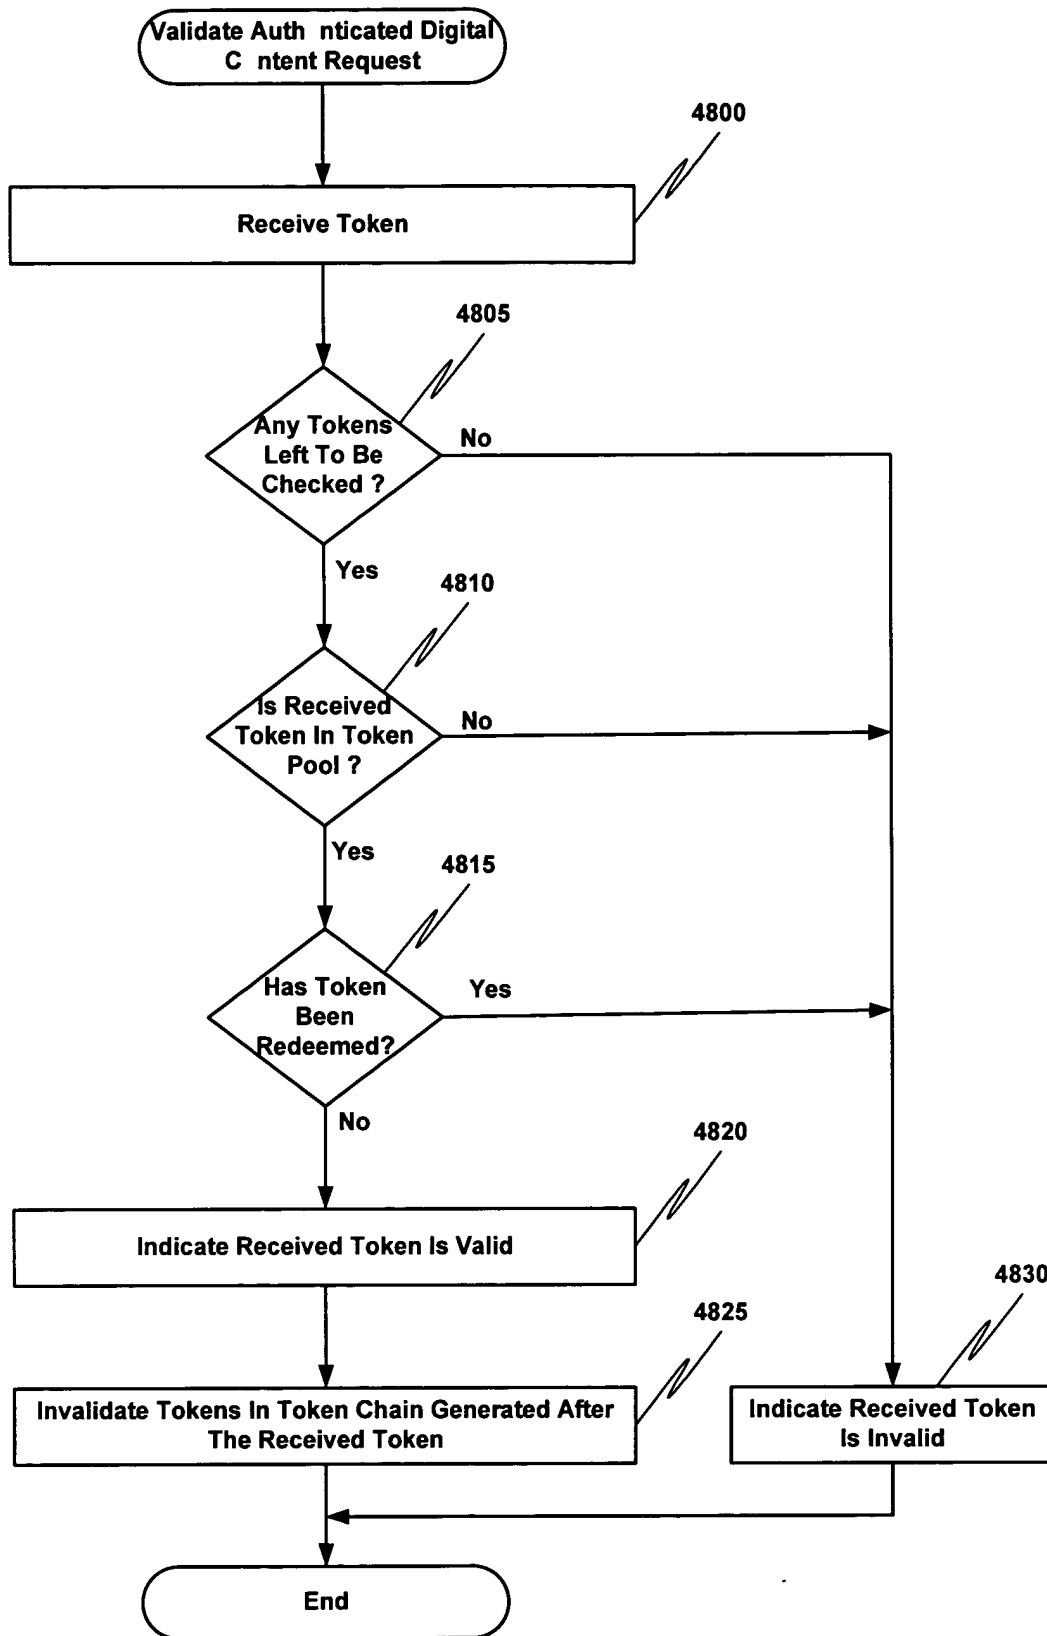 Validate Auth nticated Digital
C ntent Request
4800
Receive Token
4805
Any Tokens
Left To Be
Checked ?
No
Yes
4810
Is Received
Token In Token
Pool ?
No
Yes
4815
Has Token
Been
Redeemed?
Yes
No
4820
Indicate Received Token Is Valid
4830
4825
Invalidate Tokens In Token Chain Generated After
The Received Token
Indicate Received Token
Is Invalid
End